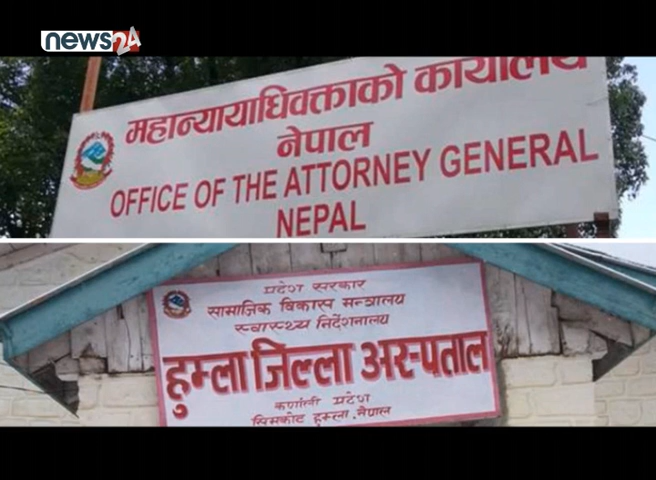 news24
महान्यायाधिवक्ताको कार्यालय
नेपाल
OFFICE OF THE ATTORNEY GENERAL
NEPAL
प्रदेश सरकार
सामाजिक विकास मन्त्रालय
स्वास्थ्य निर्देशनालय
हुम्ला जिल्ला अस्पताल
कर्णाली प्रदेश
सिमकोट हुम्ला, नेपाल